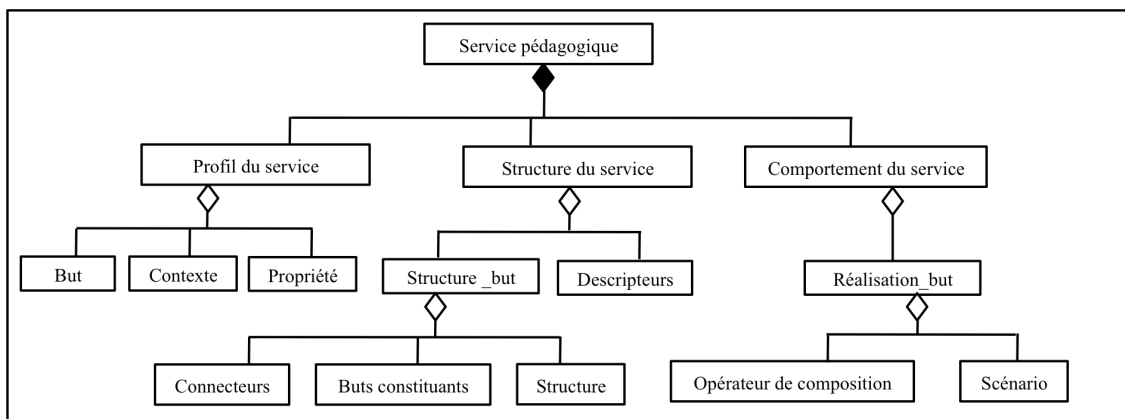 Service pédagogique
Profil du service
Structure du service
Comportement du service
But
Contexte
Propriété
Structure _but
Descripteurs
Réalisation_but
Connecteurs
Buts constituants
Structure
Opérateur de composition
Scénario